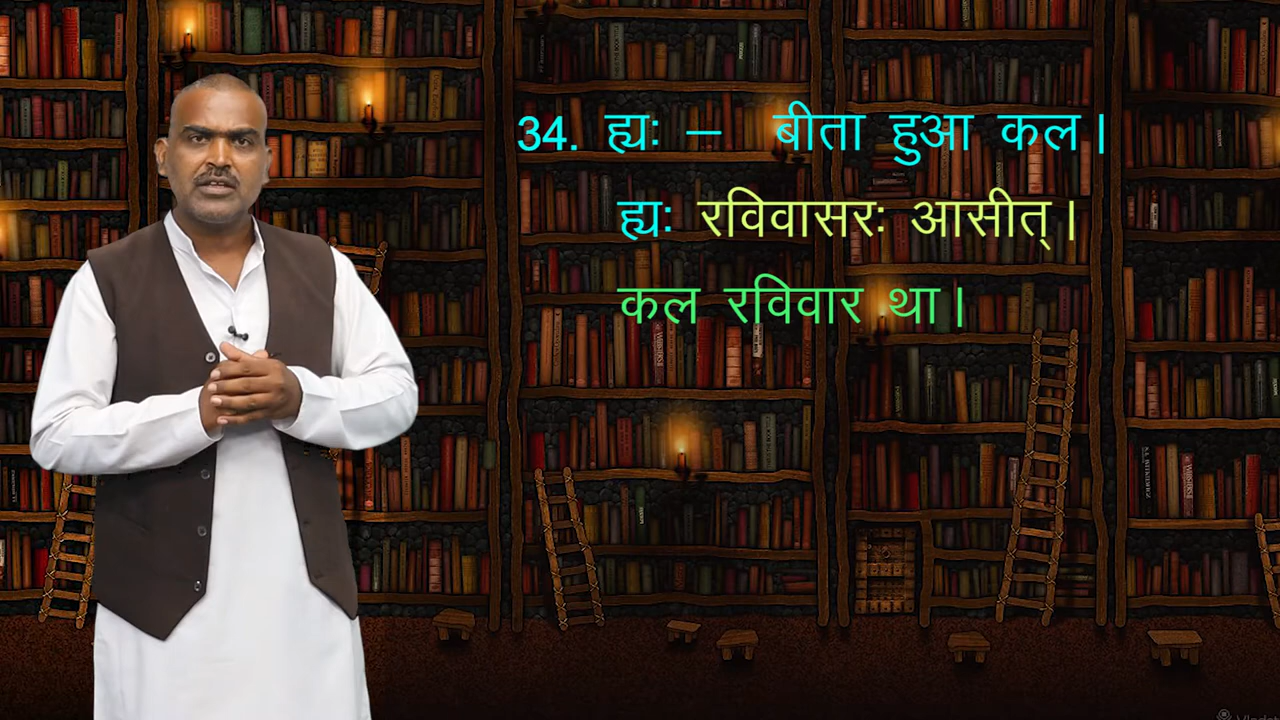 34. ह्यः – बीता हुआ कल।
ह्यः रविवासरः आसीत्।
कल रविवार था।